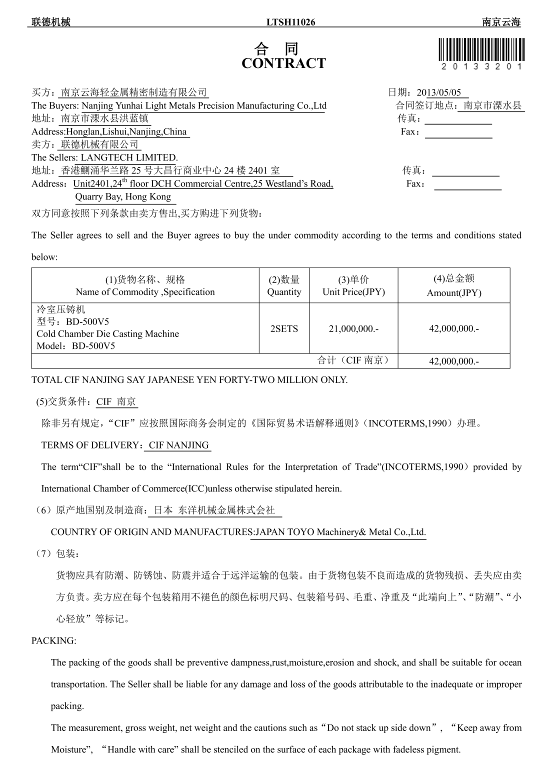 联德机械 LTSH11026 南京云海
合 同
CONTRACT
20133201
买方：南京云海轻金属精密制造有限公司 日期：2013/05/05
The Buyers: Nanjing Yunhai Light Metals Precision Manufacturing Co.,Ltd 合同签订地点：南京市溧水县
地址：南京市溧水县洪蓝镇 传真：
Address:Honglan,Lishui,Nanjing,China Fax：
卖方：联德机械有限公司
The Sellers: LANGTECH LIMITED.
地址：香港鲗涌华兰路 25 号大昌行商业中心 24 楼 2401 室 传真：
Address：Unit2401,24th floor DCH Commercial Centre,25 Westland’s Road, Fax：
Quarry Bay, Hong Kong
双方同意按照下列条款由卖方售出,买方购进下列货物：
The Seller agrees to sell and the Buyer agrees to buy the under commodity according to the terms and conditions stated
below:
(1)货物名称、规格 (2)数量 (3)单价 (4)总金额
Name of Commodity ,Specification Quantity Unit Price(JPY) Amount(JPY)
冷室压铸机
型号：BD-500V5
Cold Chamber Die Casting Machine 2SETS 21,000,000.- 42,000,000.-
Model：BD-500V5
合计（CIF 南京） 42,000,000.-
TOTAL CIF NANJING SAY JAPANESE YEN FORTY-TWO MILLION ONLY.
(5)交货条件：CIF 南京
除非另有规定，“CIF”应按照国际商务会制定的《国际贸易术语解释通则》（INCOTERMS,1990）办理。
TERMS OF DELIVERY：CIF NANJING
The term“CIF”shall be to the “International Rules for the Interpretation of Trade”(INCOTERMS,1990）provided by
International Chamber of Commerce(ICC)unless otherwise stipulated herein.
（6）原产地国别及制造商：日本 东洋机械金属株式会社
COUNTRY OF ORIGIN AND MANUFACTURES:JAPAN TOYO Machinery& Metal Co.,Ltd.
（7）包装：
货物应具有防潮、防锈蚀、防震并适合于远洋运输的包装。由于货物包装不良而造成的货物残损、丢失应由卖
方负责。卖方应在每个包装箱用不褪色的颜色标明尺码、包装箱号码、毛重、净重及“此端向上”、“防潮”、“小
心轻放”等标记。
PACKING:
The packing of the goods shall be preventive dampness,rust,moisture,erosion and shock, and shall be suitable for ocean
transportation. The Seller shall be liable for any damage and loss of the goods attributable to the inadequate or improper
packing.
The measurement, gross weight, net weight and the cautions such as “Do not stack up side down”，“Keep away from
Moisture”，“Handle with care” shall be stenciled on the surface of each package with fadeless pigment.